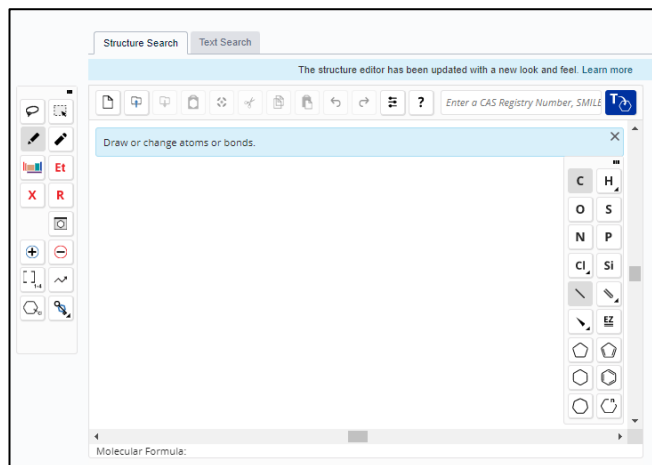 Structure Search
Text Search
The structure editor has been updated with a new look and feel. Learn more
?
Enter a CAS Registry Number, SMILE
T
Draw or change atoms or bonds.
Et
X R
C H
O S
N P
Cl Si
EZ
Molecular Formula: